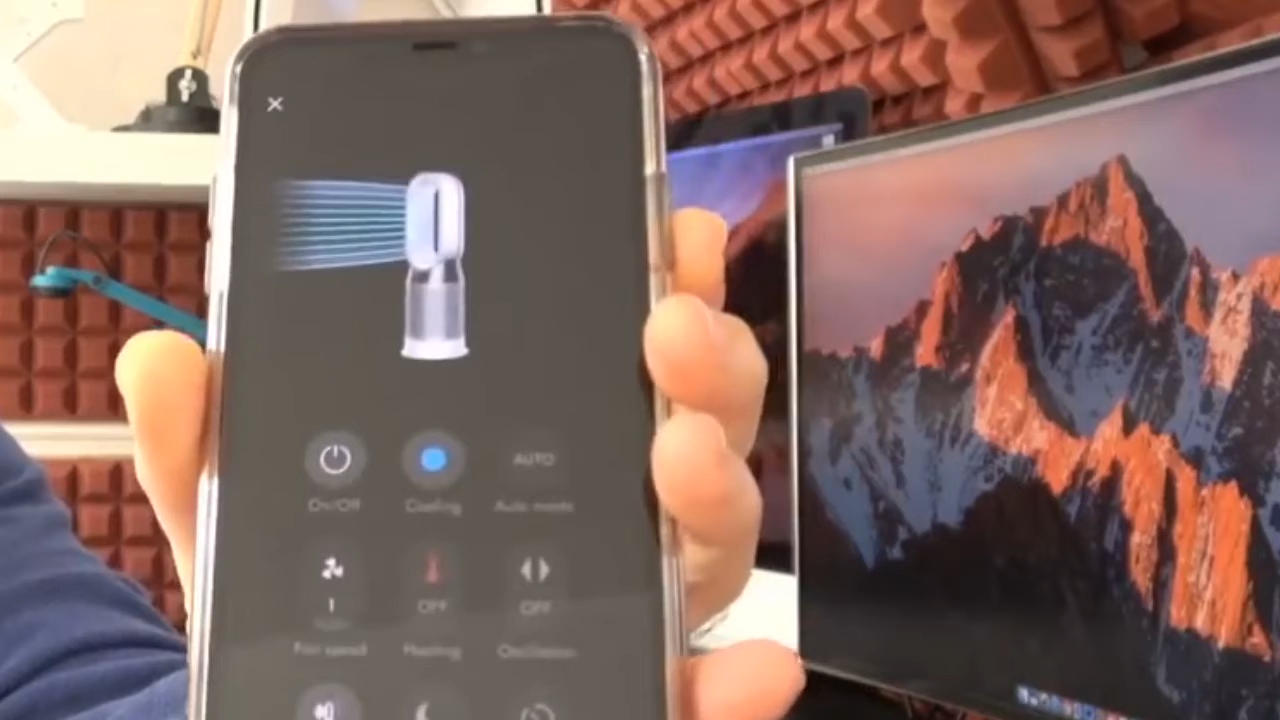 AUTO
On/Off Cooling Auto mode
1 OFF OFF
Fan speed Heating Oscillation